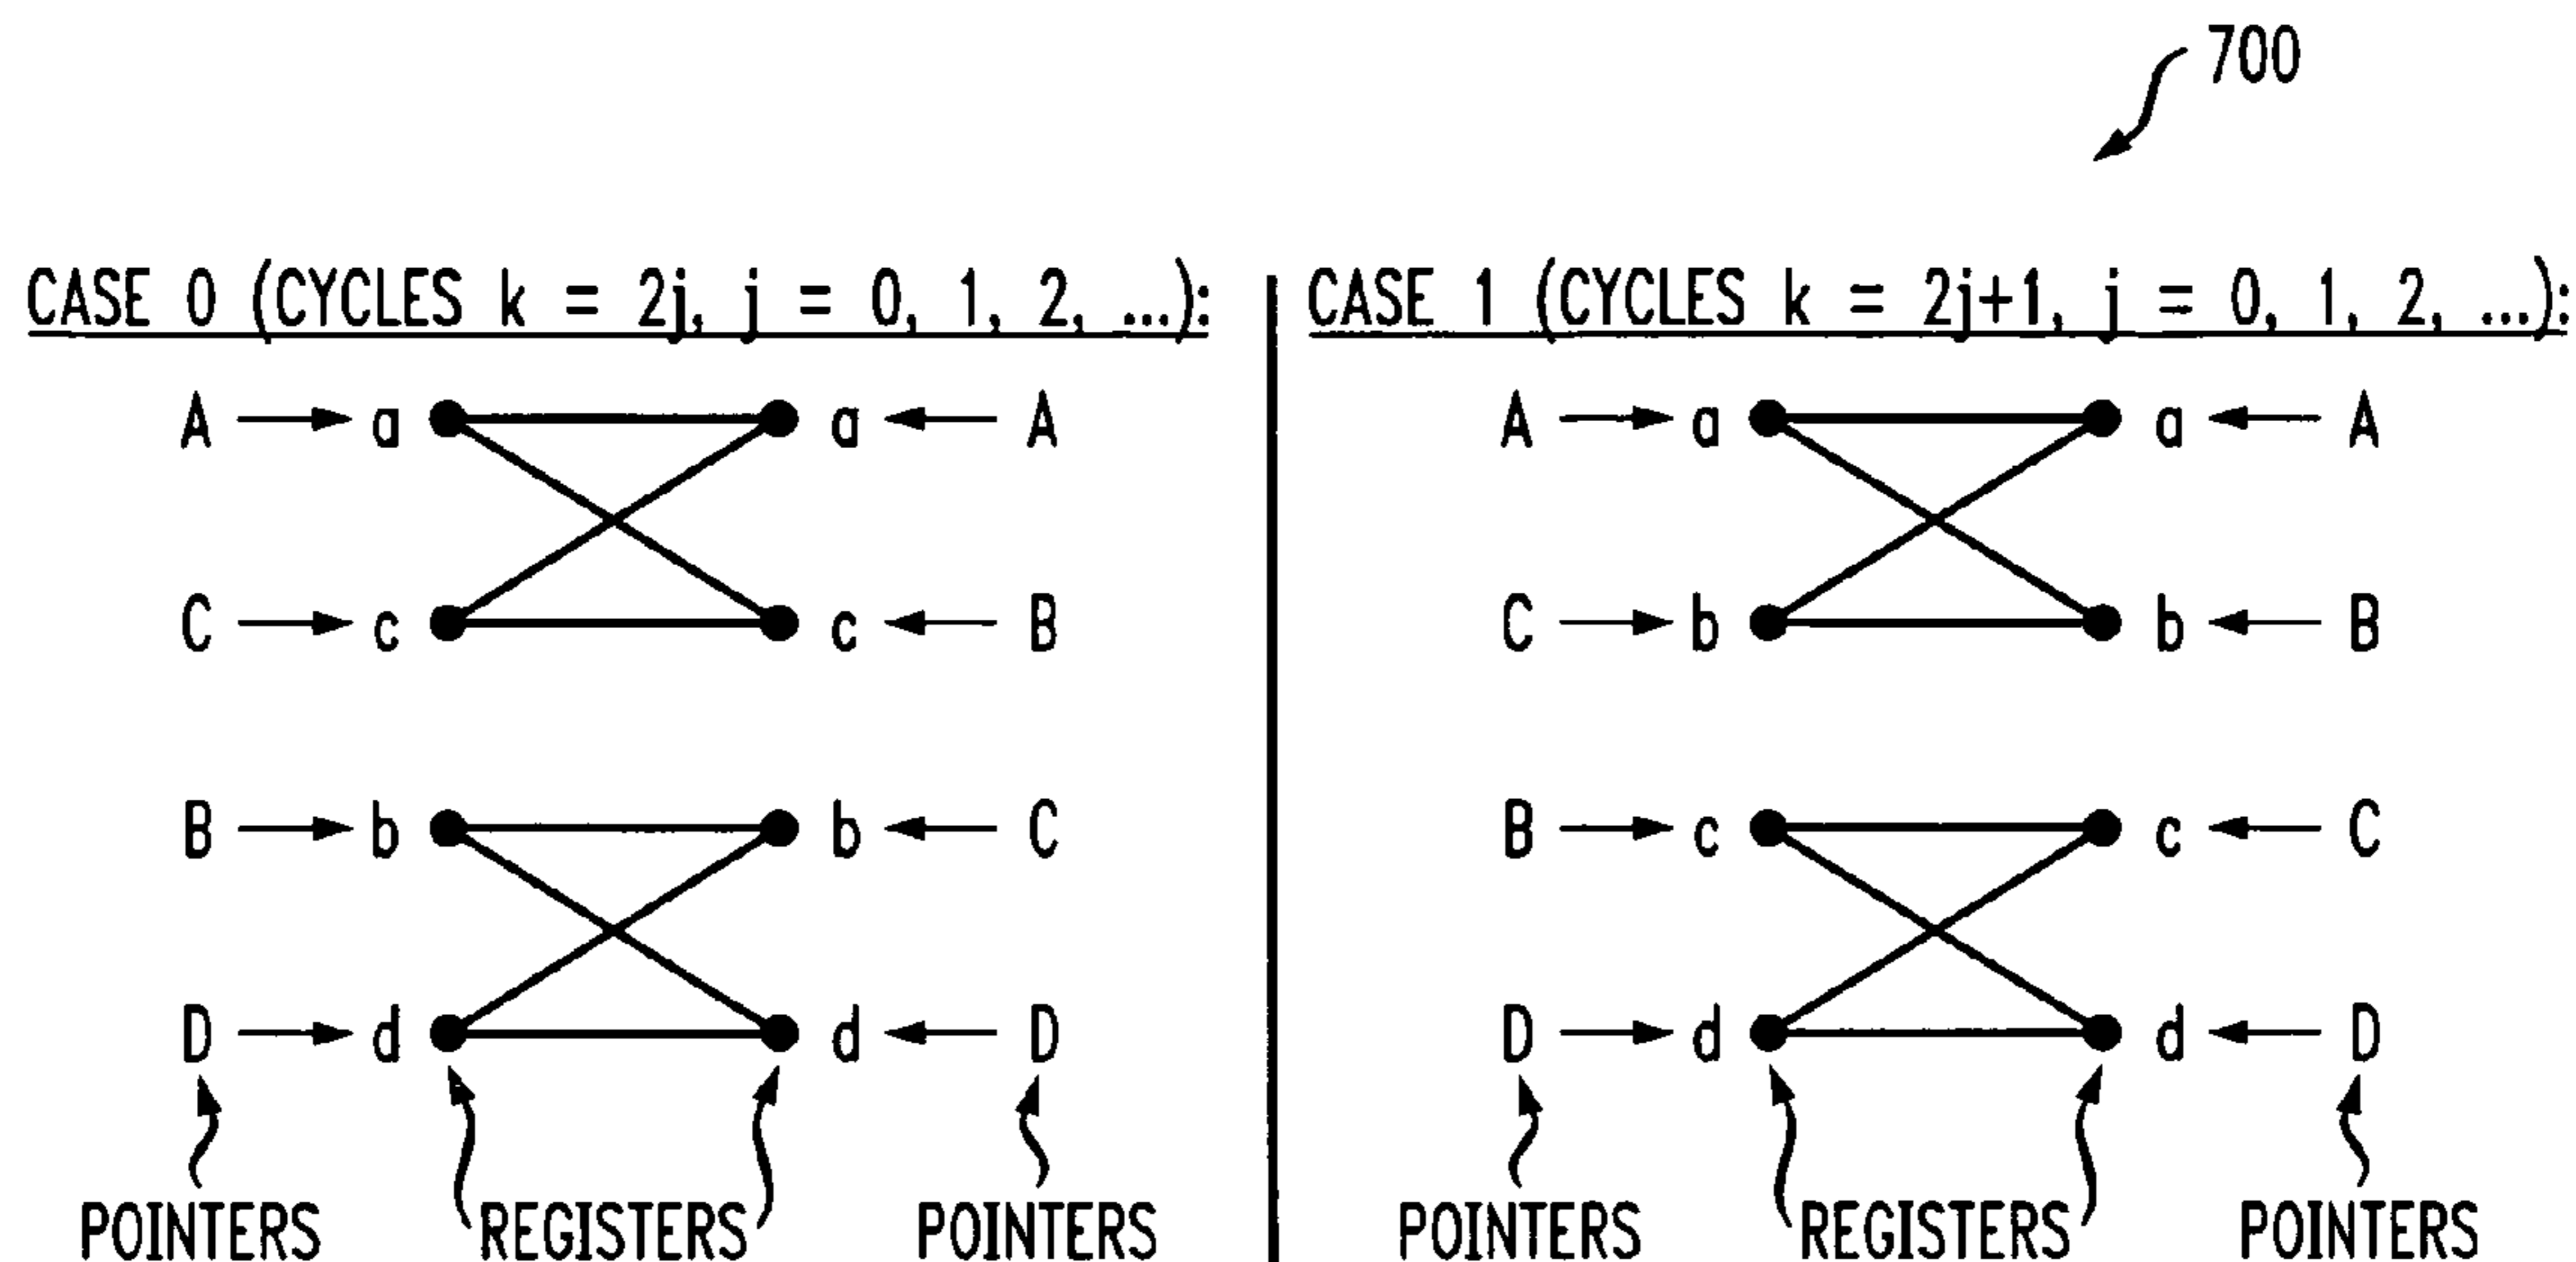 700
CASE 0 (CYCLES k = 2j, j = 0, 1, 2, ...):
A a a A
C c c B
B b b C
D d d D
POINTERS REGISTERS POINTERS
CASE 1 (CYCLES k = 2j+1, j = 0, 1, 2, ...):
A a a A
C b b B
B c c C
D d d D
POINTERS REGISTERS POINTERS